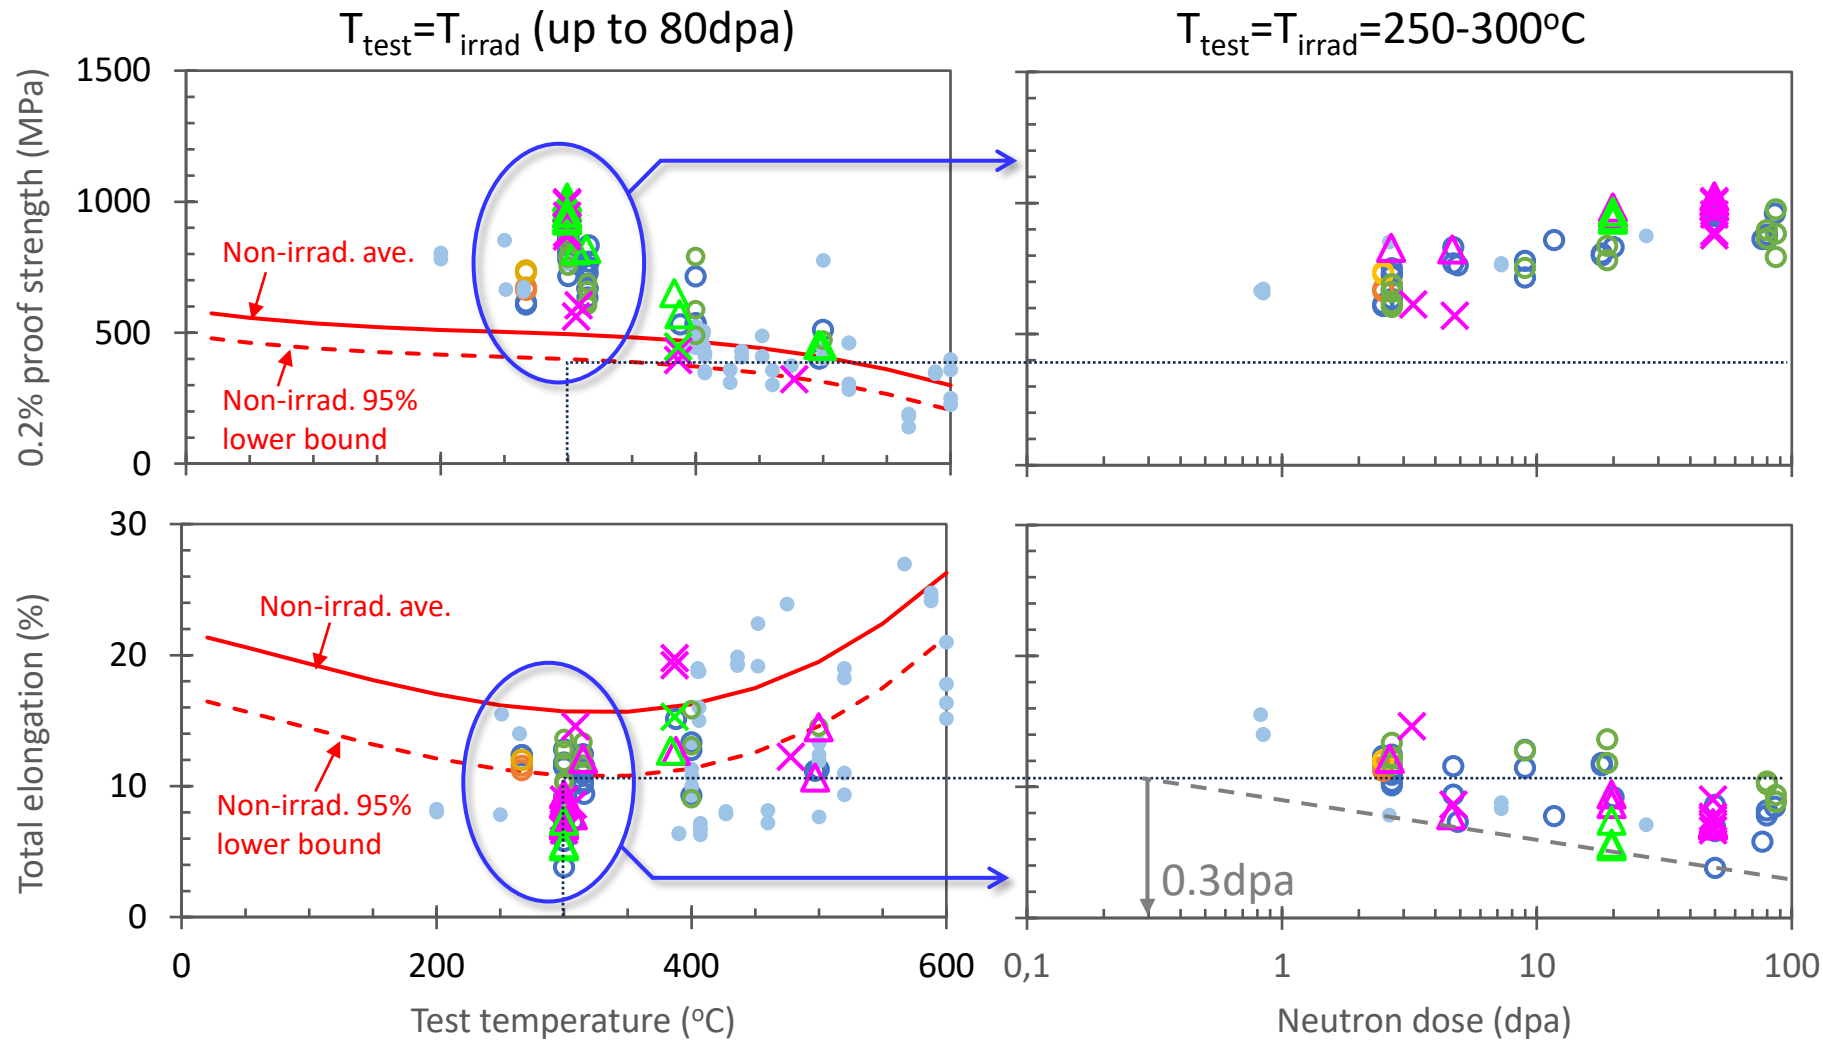 Ttest=Tirrad (up to 80dpa)
Ttest=Tirrad=250-300oC
0.2% proof strength (MPa)
1500
1000
500
0
Non-irrad. ave.
Non-irrad. 95%
lower bound
Total elongation (%)
30
20
10
0
Non-irrad. ave.
Non-irrad. 95%
lower bound
0.3dpa
0
200
400
600
0,1
1
10
100
Test temperature (oC)
Neutron dose (dpa)